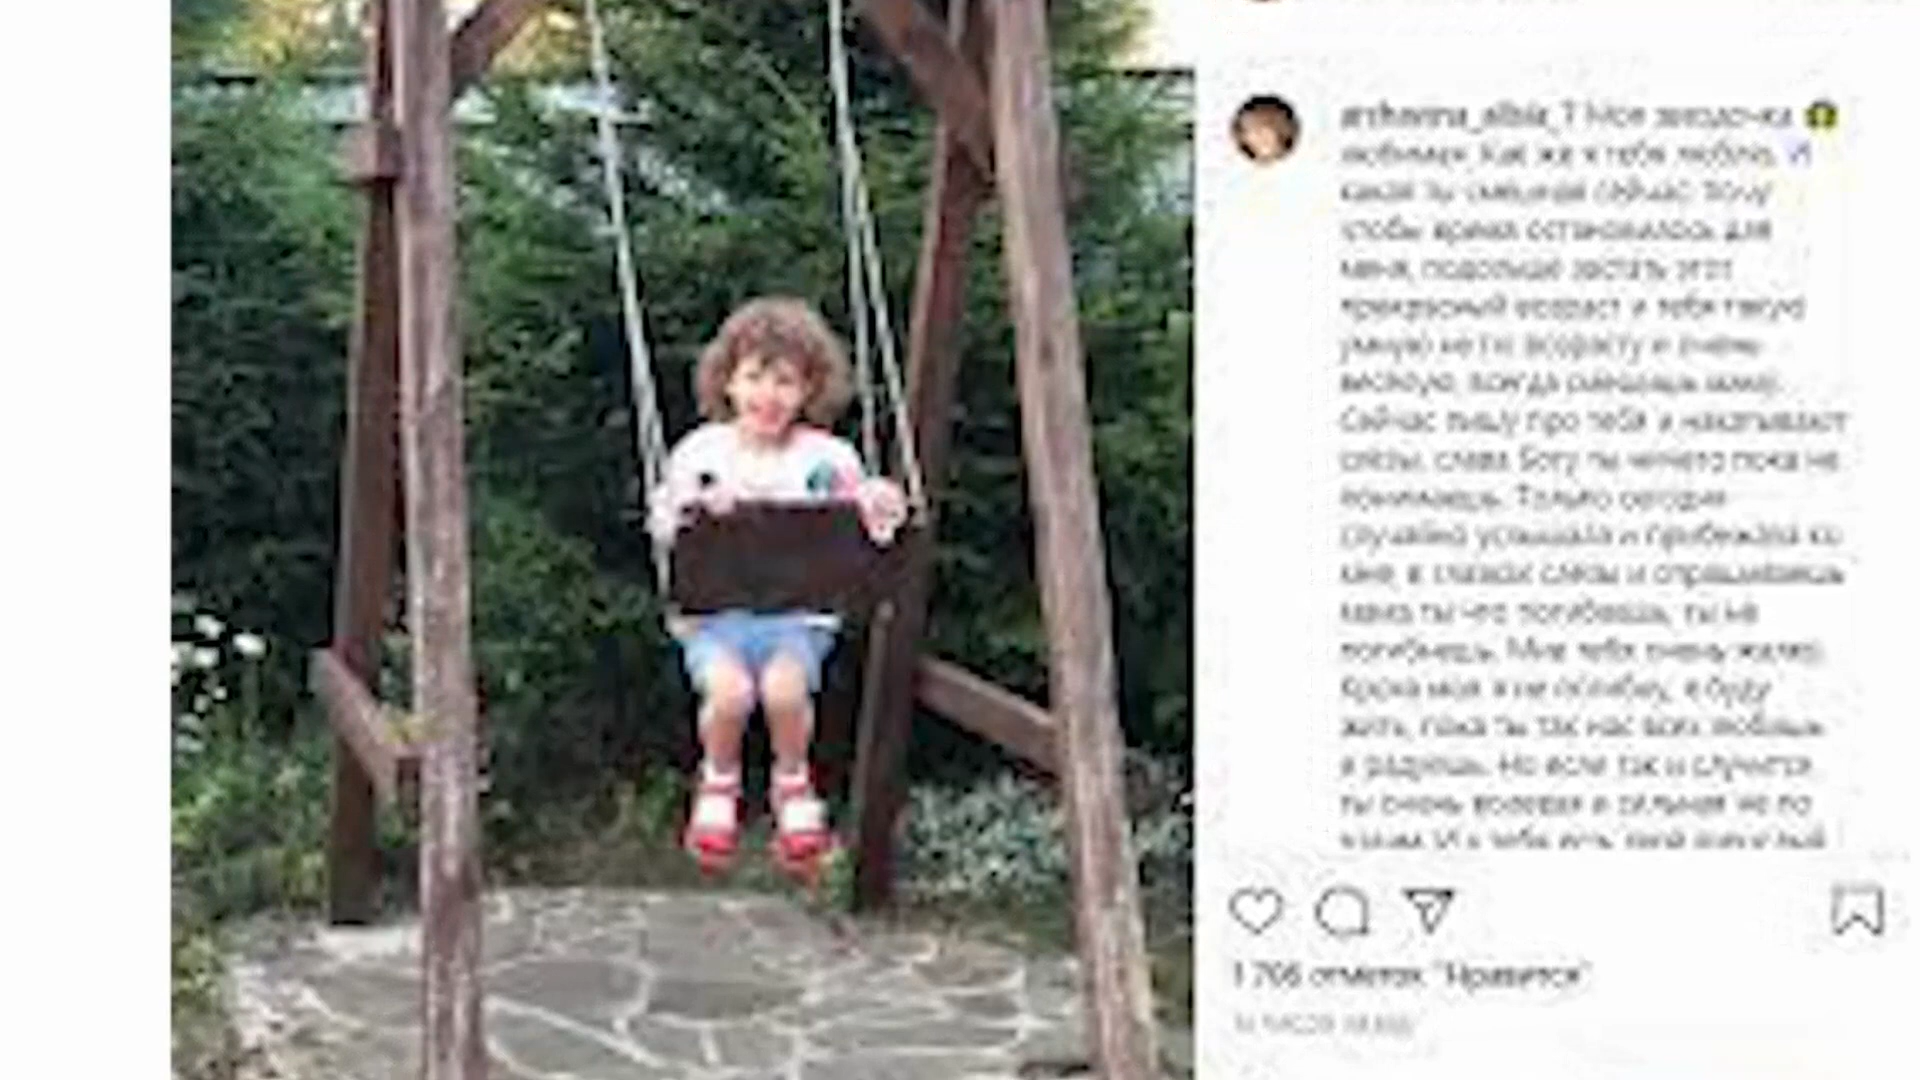 Моя звездочка
любимая. Как же я тебя люблю. И
какая ты смешная сейчас. Хочу
чтобы время остановилось для
меня, подольше застать этот
прекрасный возраст и тебя такую
умную не по возрасту и очень
веселую,
Сейчас пишу про тебя и накатывают
слезы, слава Богу ты ничего пока не
понимаешь. Только сегодня
случайно услышала и прибежала ко
мне, в глазах слезы и спрашиваешь
мама ты что погибаешь, ты не
погибнешь. Мне тебя очень жалко.
Кроха моя я не погибну, я буду
жить, пока ты так нас всех любишь
и радуешь. Но если так и случится
ты очень волевая и сильная не по
И у тебя есть твой
1 706 отметок "Нравится"
часов назад